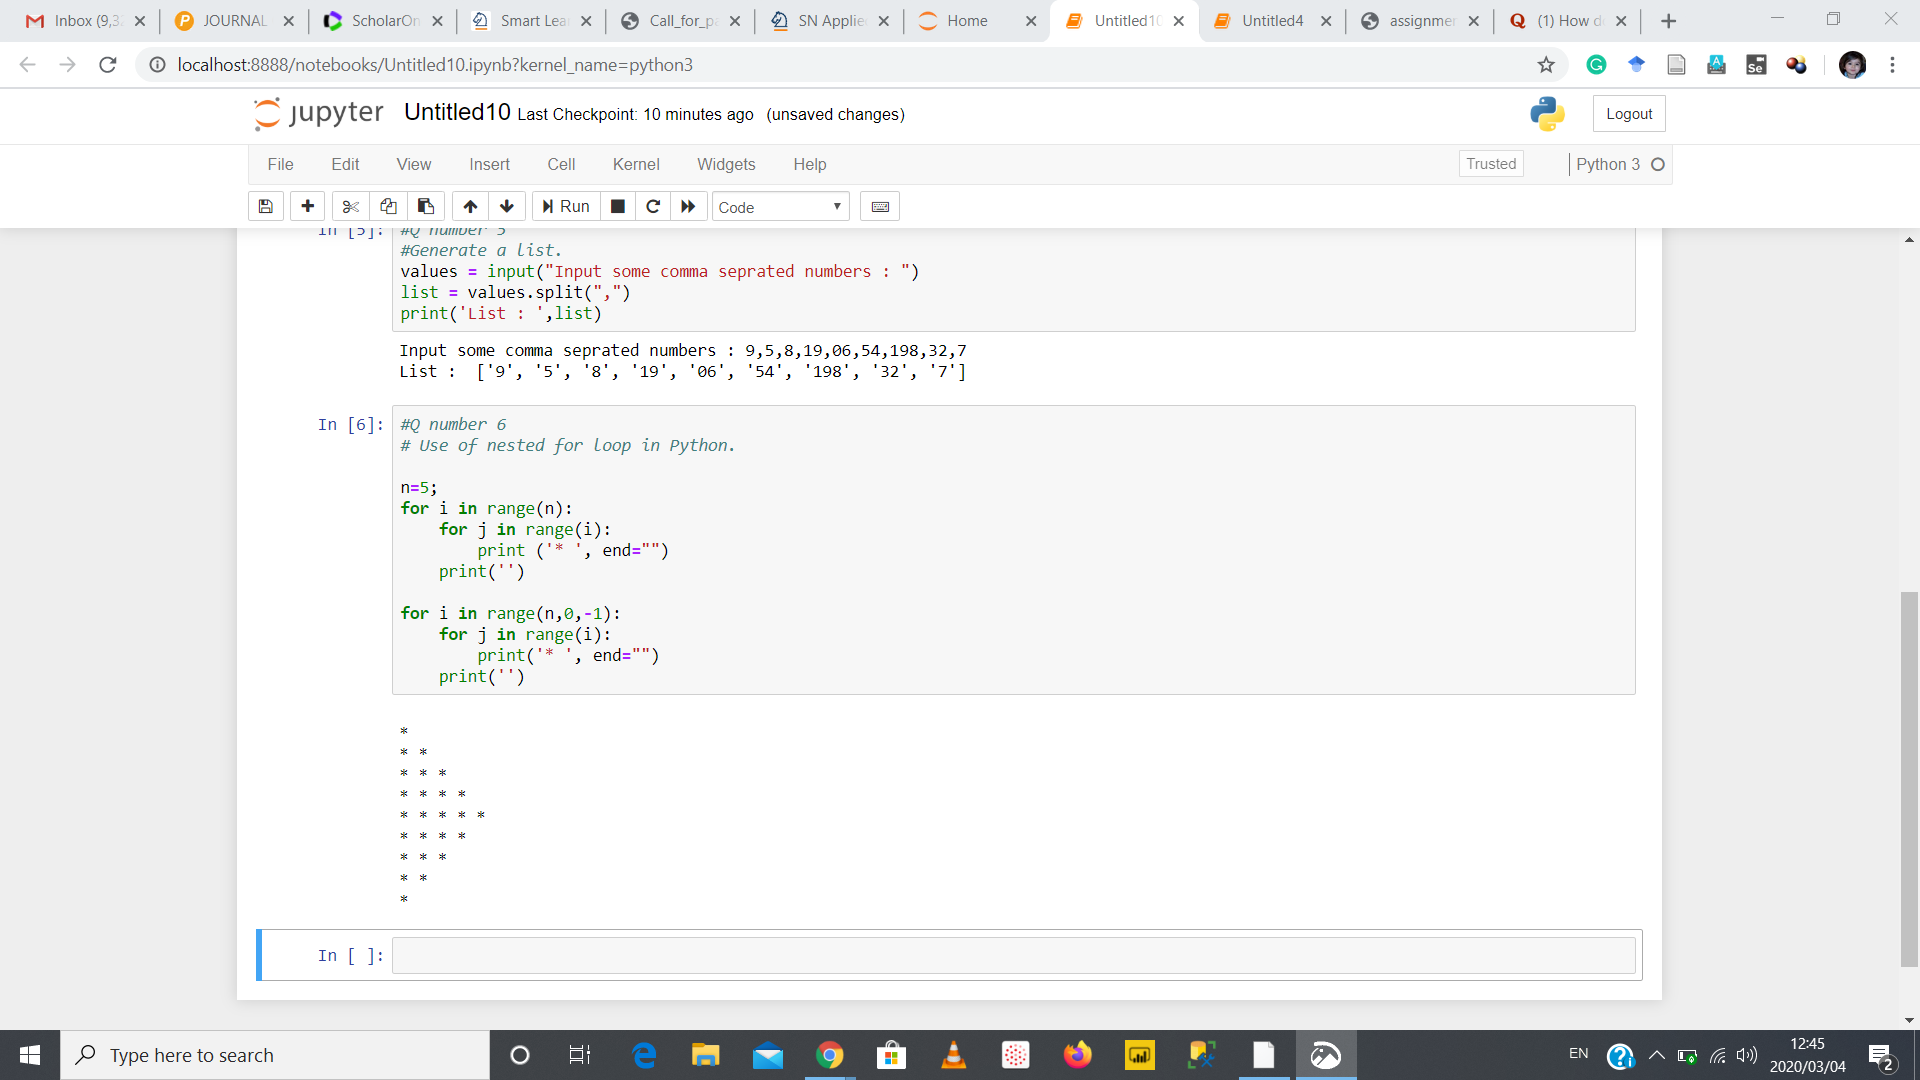 Inbox (9,3
JOURNAL
ScholarOn
Smart Lea
Call_for_p
SN Applie
Home
Untitled10
Untitled4
assignmen
(1) How d
localhost:8888/notebooks/Untitled10.ipynb?kernel_name=python3
jupyter Untitled10 Last Checkpoint: 10 minutes ago (unsaved changes)
Logout
File Edit View Insert Cell Kernel Widgets Help
Trusted
Python 3
Run
Code
In [5]: #Q number 5
#Generate a list.
values = input("Input some comma seprated numbers : ")
list = values.split(",")
print('List : ',list)
Input some comma seprated numbers : 9,5,8,19,06,54,198,32,7
List :  ['9', '5', '8', '19', '06', '54', '198', '32', '7']
In [6]: #Q number 6
# Use of nested for loop in Python.
n=5;
for i in range(n):
    for j in range(i):
        print ('* ', end="")
    print('')
for i in range(n,0,-1):
    for j in range(i):
        print('* ', end="")
    print('')
*
* *
* * *
* * * *
* * * * *
* * * *
* * *
* *
*
In [ ]:
Type here to search
EN
12:45
2020/03/04
2